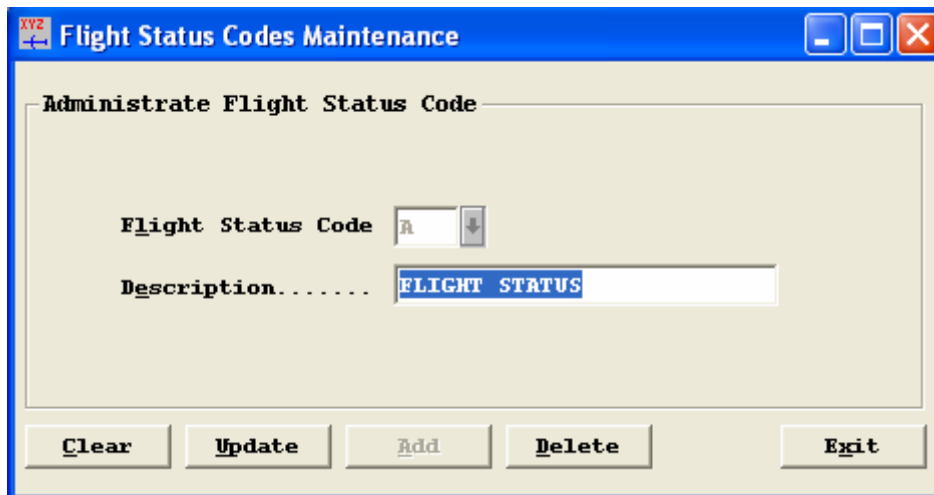 XYZ
Flight Status Codes Maintenance
Administrate Flight Status Code
Flight Status Code A
Description....... FLIGHT STATUS
Clear Update Add Delete Exit